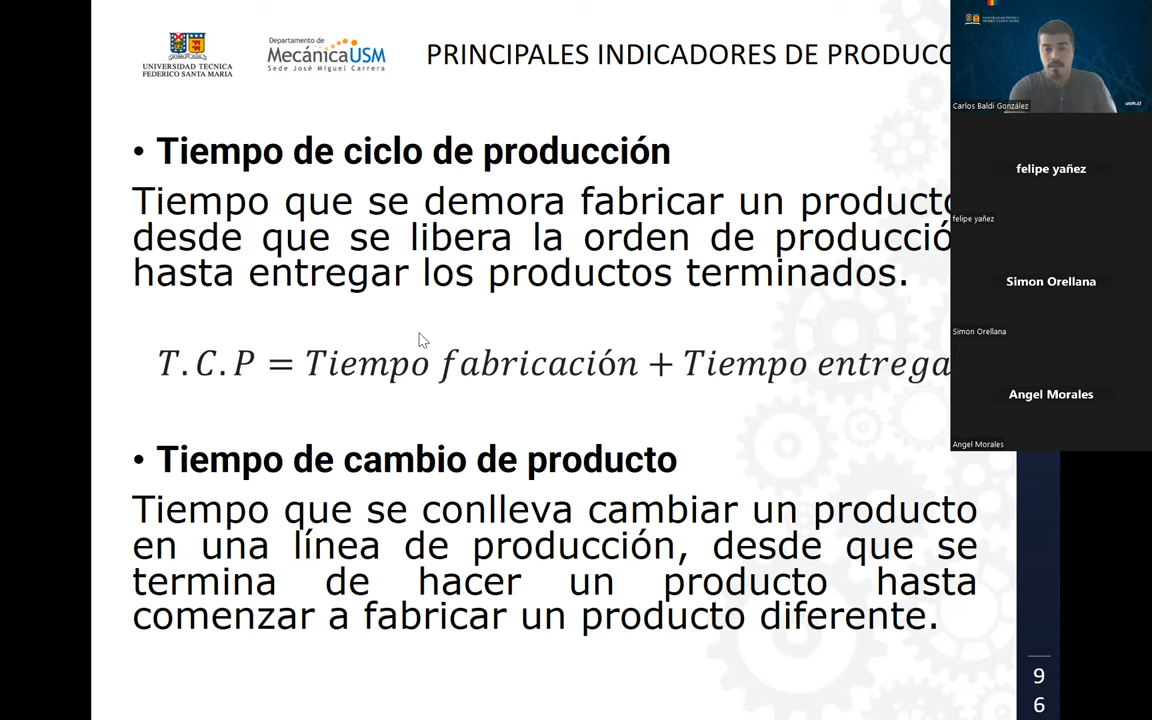 UNIVERSIDAD TECNICA
FEDERICO SANTA MARIA
Departamento de
MecánicaUSM
Sede José Miguel Carrera
PRINCIPALES INDICADORES DE PRODUC
• Tiempo de ciclo de producción
Tiempo que se demora fabricar un producto
desde que se libera la orden de producció
hasta entregar los productos terminados.
T.C.P = Tiempo fabricación + Tiempo entrega
• Tiempo de cambio de producto
Tiempo que se conlleva cambiar un producto
en una línea de producción, desde que se
termina de hacer un producto hasta
comenzar a fabricar un producto diferente.
9
6
usm.cl
Carlos Baldi González
felipe yañez
felipe yañez
Simon Orellana
Simon Orellana
Angel Morales
Angel Morales